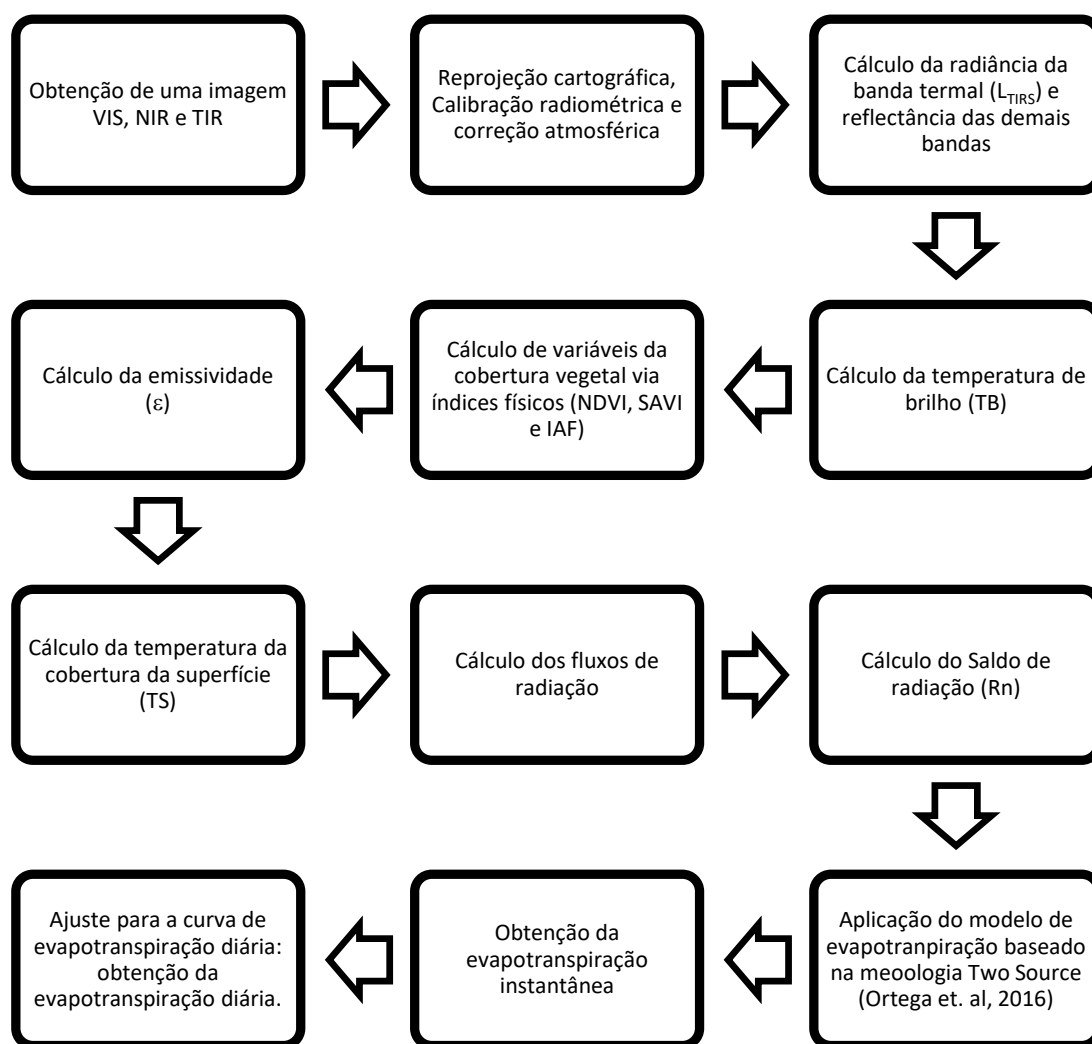 Obtenção de uma imagem
VIS, NIR e TIR
Reprojeção cartográfica,
Calibração radiométrica e
correção atmosférica
Cálculo da radiância da
banda termal (LTIRS) e
reflectância das demais
bandas
Cálculo da temperatura de
brilho (TB)
Cálculo de variáveis da
cobertura vegetal via
índices físicos (NDVI, SAVI
e IAF)
Cálculo da emissividade
(ε)
Cálculo da temperatura da
cobertura da superfície
(TS)
Cálculo dos fluxos de
radiação
Cálculo do Saldo de
radiação (Rn)
Aplicação do modelo de
evapotranpiração baseado
na meoologia Two Source
(Ortega et. al, 2016)
Obtenção da
evapotranspiração
instantânea
Ajuste para a curva de
evapotranspiração diária:
obtenção da
evapotranspiração diária.